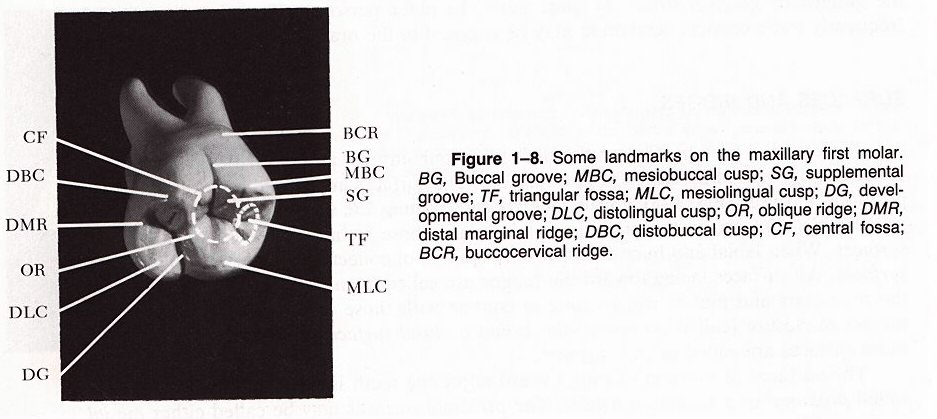 CF
DBC
DMR
OR
DLC
DG
BCR
BG
MBC
SG
TF
MLC
Figure 1–8. Some landmarks on the maxillary first molar.
BG, Buccal groove; MBC, mesiobuccal cusp; SG, supplemental
groove; TF, triangular fossa; MLC, mesiolingual cusp; DG, devel-
opmental groove; DLC, distolingual cusp; OR, oblique ridge; DMR,
distal marginal ridge; DBC, distobuccal cusp; CF, central fossa;
BCR, buccocervical ridge.